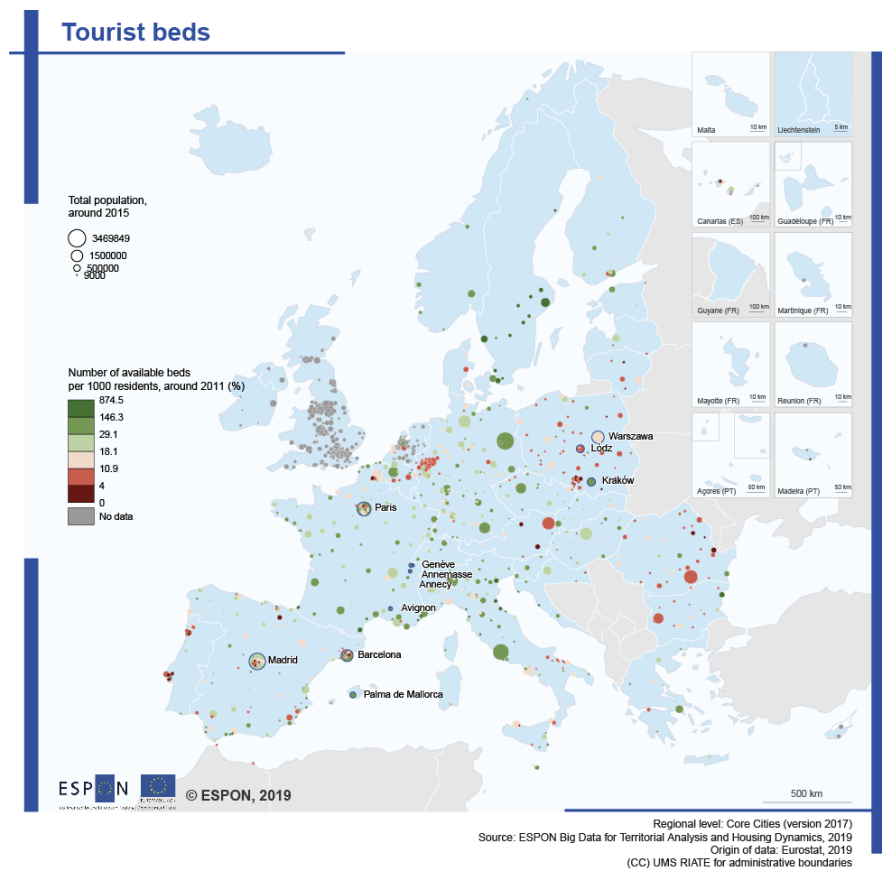 Tourist beds
Total population,
around 2015
3469849
1500000
500000
9000
Number of available beds
per 1000 residents, around 2011 (%)
874.5
146.3
29.1
18.1
10.9
4
0
No data
Malta
10 km
Liechtenstein
5 km
Canarias (ES)
100 km
Guadeloupe (FR)
10 km
Guyane (FR)
100 km
Martinique (FR)
10 km
Mayotte (FR)
10 km
Reunion (FR)
10 km
Açores (PT)
50 km
Madeira (PT)
50 km
Warszawa
Lódz
Kraków
Paris
Genève
Annemasse
Annecy
Avignon
Madrid
Barcelona
Palma de Mallorca
ESPON
© ESPON, 2019
500 km
Regional level: Core Cities (version 2017)
Source: ESPON Big Data for Territorial Analysis and Housing Dynamics, 2019
Origin of data: Eurostat, 2019
(CC) UMS RIATE for administrative boundaries